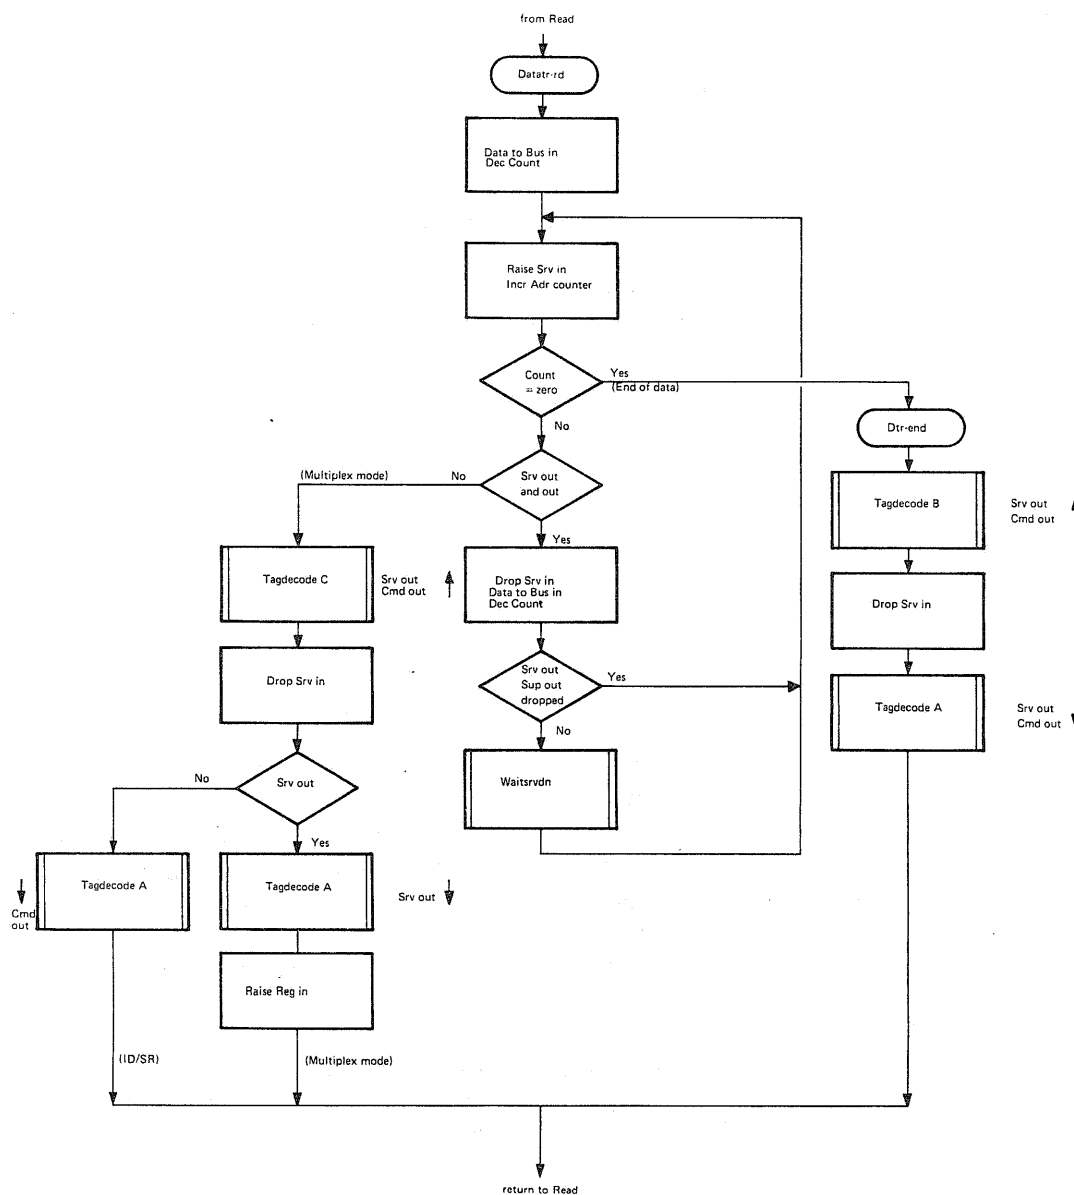 from Read
Datatr-rd
Data to Bus in
Dec Count
Raise Srv in
Incr Adr counter
Count
= zero
Yes
(End of data)
No
Dtr-end
Srv out
and out
No
(Multiplex mode)
Yes
Tagdecode B
Srv out
Cmd out
Tagdecode C
Srv out
Cmd out
Drop Srv in
Data to Bus in
Dec Count
Drop Srv in
Drop Srv in
Srv out
Sup out
dropped
Yes
No
Tagdecode A
Srv out
Cmd out
Srv out
No
Yes
Waitsrvdn
Tagdecode A
Cmd
out
Tagdecode A
Srv out
Raise Reg in
(ID/SR)
(Multiplex mode)
return to Read